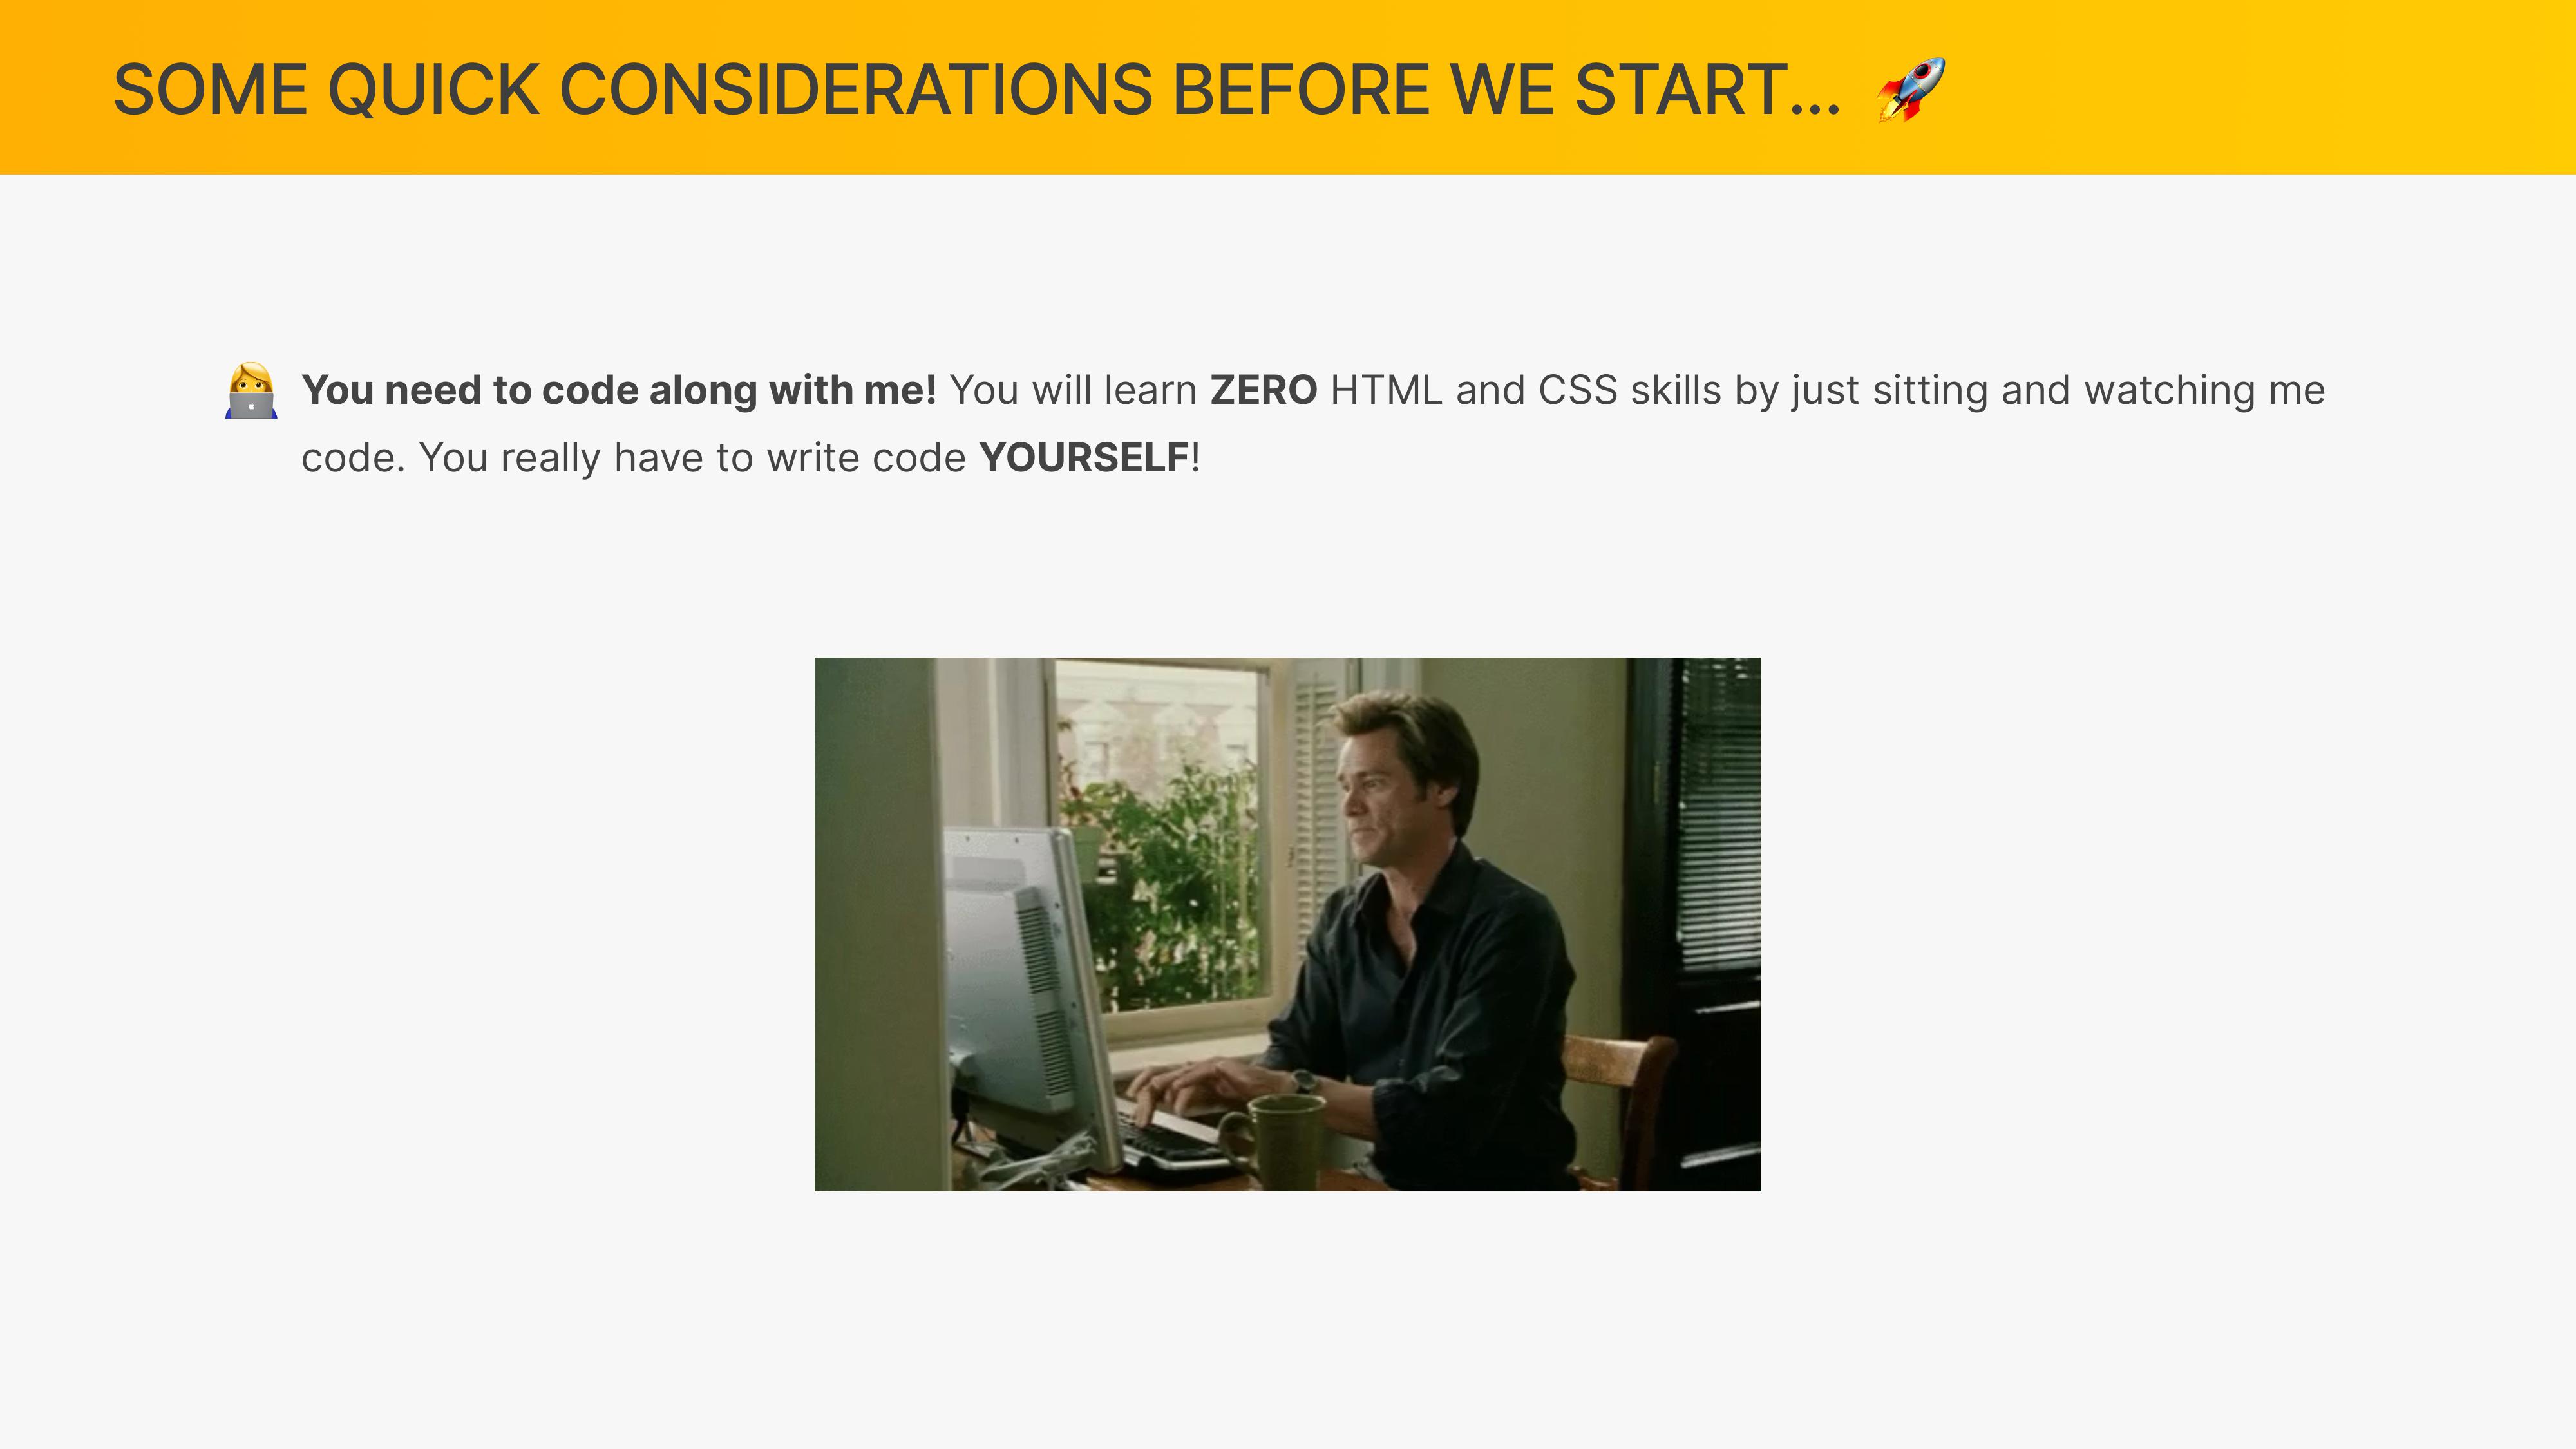 SOME QUICK CONSIDERATIONS BEFORE WE START… 🚀
👩‍💻 You need to code along with me! You will learn ZERO HTML and CSS skills by just sitting and watching me
code. You really have to write code YOURSELF!